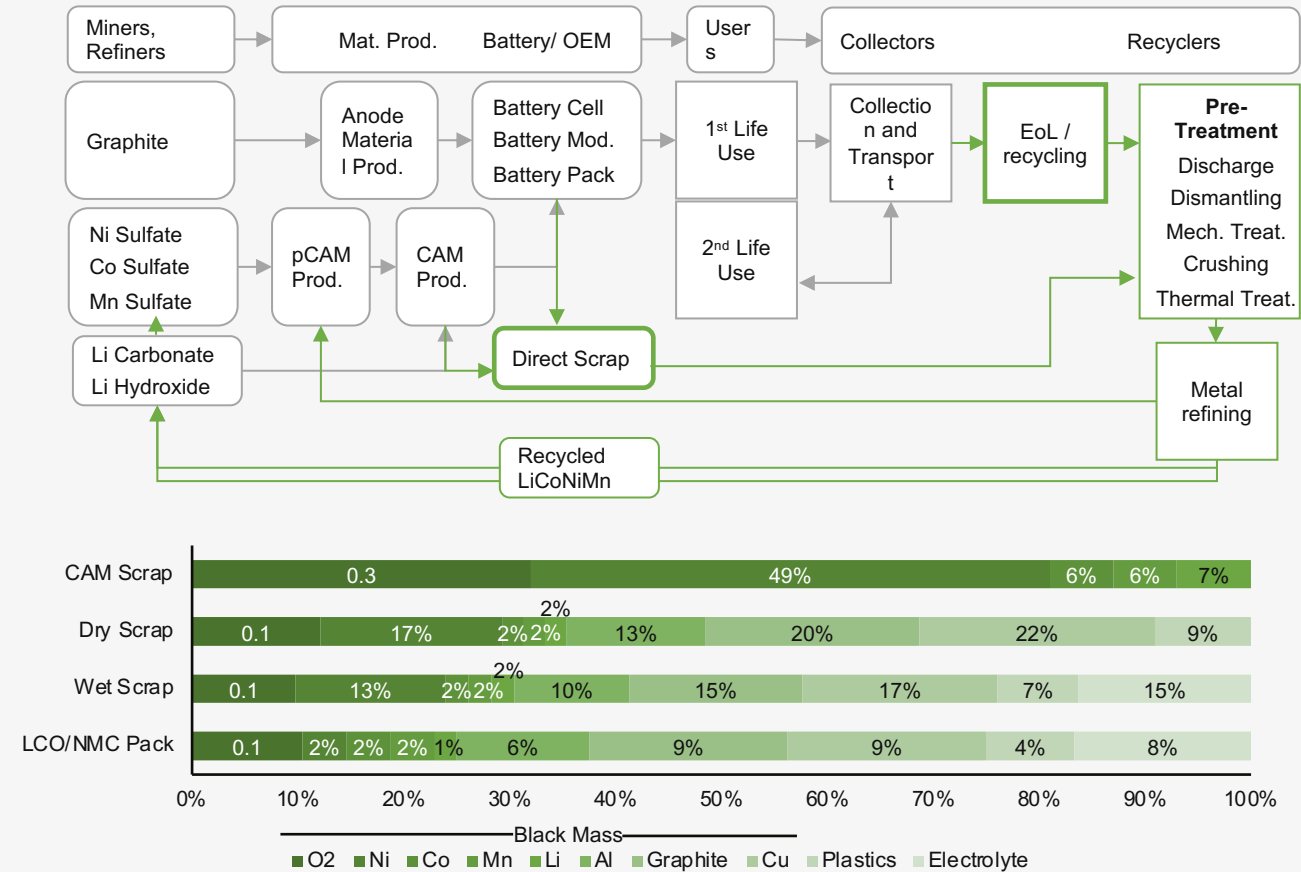 Miners,
Refiners
Mat. Prod. Battery/ OEM
User
s
Collectors Recyclers
Graphite
Anode
Materia
l Prod.
Battery Cell
Battery Mod.
Battery Pack
1st Life
Use
2nd Life
Use
Collectio
n and
Transpor
t
EoL /
recycling
Pre-
Treatment
Discharge
Dismantling
Mech. Treat.
Crushing
Thermal Treat.
Ni Sulfate
Co Sulfate
Mn Sulfate
pCAM
Prod.
CAM
Prod.
Li Carbonate
Li Hydroxide
Direct Scrap
Metal
refining
Recycled
LiCoNiMn
CAM Scrap 0.3 49% 6% 6% 7%
2%
Dry Scrap 0.1 17% 2% 2% 13% 20% 22% 9%
2%
Wet Scrap 0.1 13% 2% 2% 10% 15% 17% 7% 15%
LCO/NMC Pack 0.1 2% 2% 2% 1% 6% 9% 9% 4% 8%
0% 10% 20% 30% 40% 50% 60% 70% 80% 90% 100%
Black Mass
O2 Ni Co Mn Li Al Graphite Cu Plastics Electrolyte